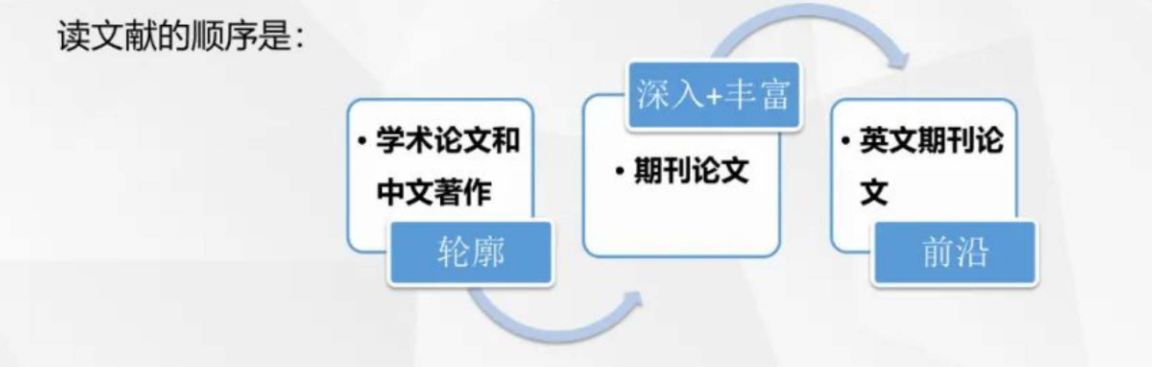 读文献的顺序是：
• 学术论文和
中文著作
轮廓
深入+丰富
• 期刊论文
• 英文期刊论
文
前沿